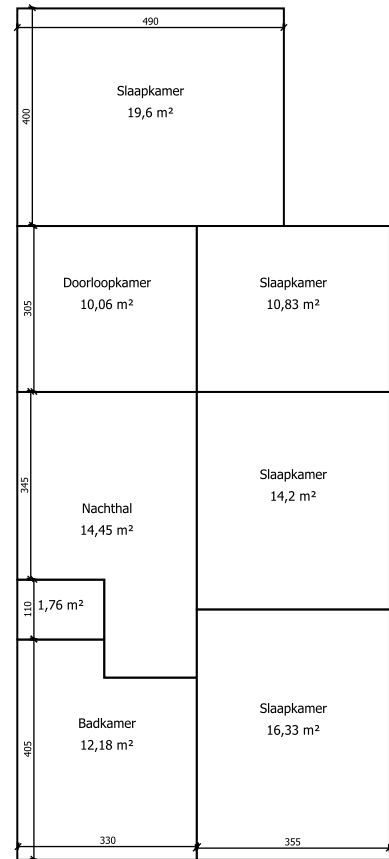 490
Slaapkamer
19,6 m²
400
Doorloopkamer
10,06 m²
Slaapkamer
10,83 m²
305
Slaapkamer
14,2 m²
345
Nachthal
14,45 m²
110
1,76 m²
Slaapkamer
16,33 m²
Badkamer
12,18 m²
405
330
355